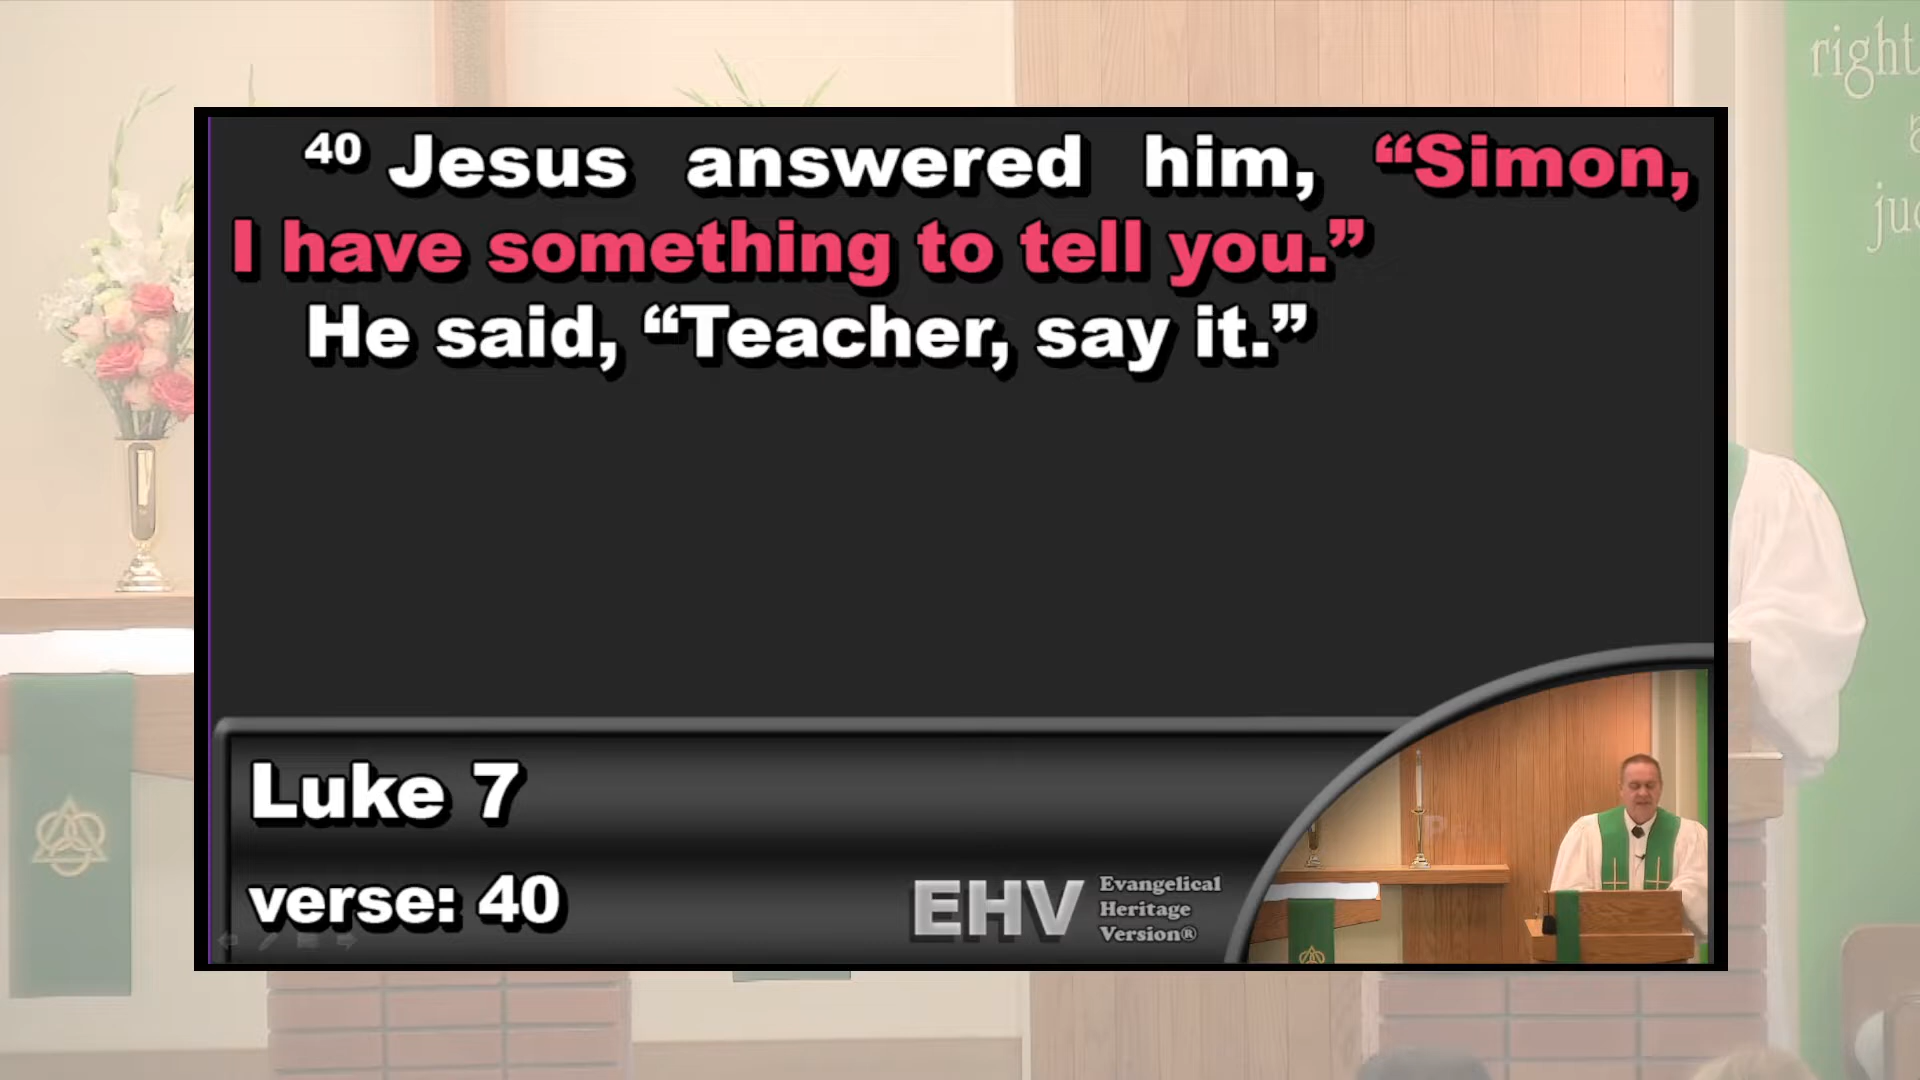 40 Jesus answered him, “Simon,
I have something to tell you.”
He said, “Teacher, say it.”
Luke 7
verse: 40
EHV
Evangelical
Heritage
Version®